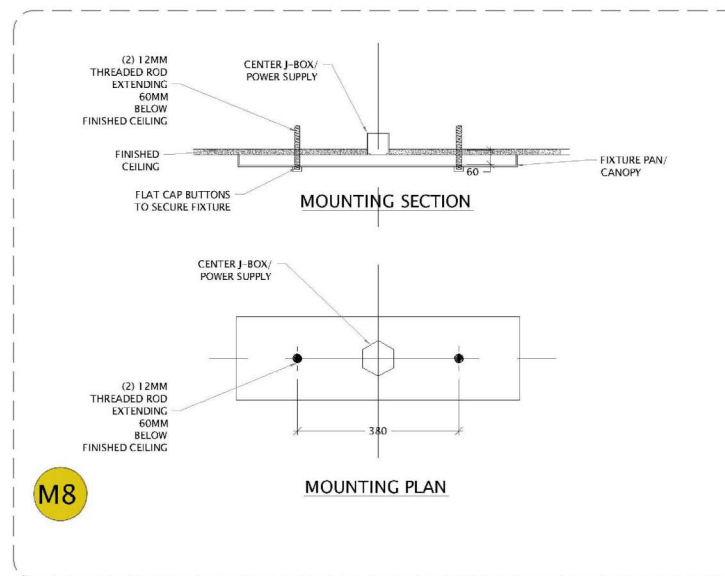 (2) 12MM
THREADED ROD
EXTENDING
60MM
BELOW
FINISHED CEILING
CENTER J-BOX/
POWER SUPPLY
FINISHED
CEILING
FLAT CAP BUTTONS
TO SECURE FIXTURE
60
FIXTURE PAN/
CANOPY
MOUNTING SECTION
CENTER J-BOX/
POWER SUPPLY
(2) 12MM
THREADED ROD
EXTENDING
60MM
BELOW
FINISHED CEILING
380
MOUNTING PLAN
M8